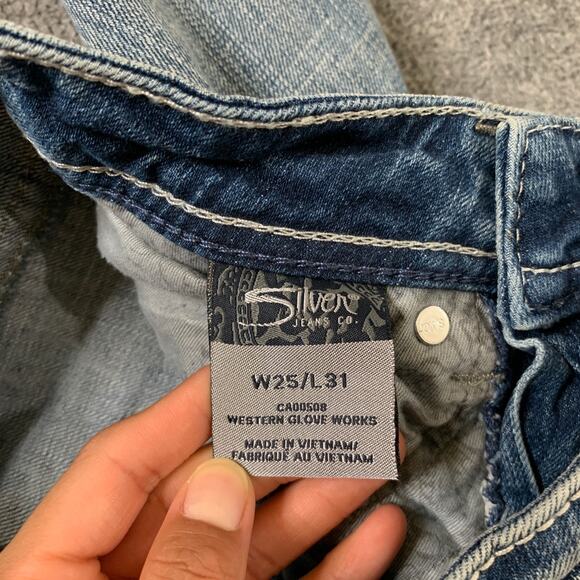 Silver
JEANS CO.
W25/L31
CA00508
WESTERN GLOVE WORKS
MADE IN VIETNAM/
FABRIQUÉ AU VIETNAM